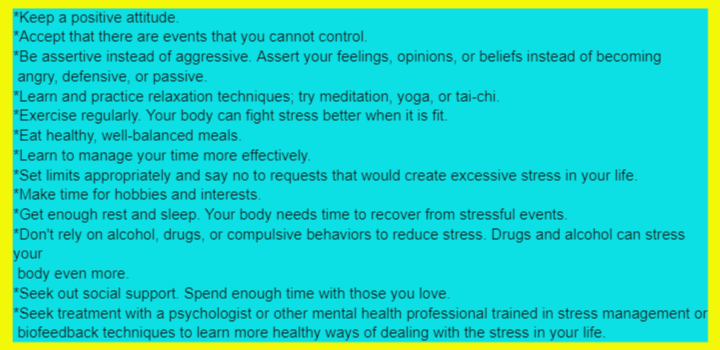 *Keep a positive attitude.
*Accept that there are events that you cannot control.
*Be assertive instead of aggressive. Assert your feelings, opinions, or beliefs instead of becoming
angry, defensive, or passive.
*Learn and practice relaxation techniques; try meditation, yoga, or tai-chi.
*Exercise regularly. Your body can fight stress better when it is fit.
*Eat healthy, well-balanced meals.
*Learn to manage your time more effectively.
*Set limits appropriately and say no to requests that would create excessive stress in your life.
*Make time for hobbies and interests.
*Get enough rest and sleep. Your body needs time to recover from stressful events.
*Don't rely on alcohol, drugs, or compulsive behaviors to reduce stress. Drugs and alcohol can stress
your
body even more.
*Seek out social support. Spend enough time with those you love.
*Seek treatment with a psychologist or other mental health professional trained in stress management or
biofeedback techniques to learn more healthy ways of dealing with the stress in your life.